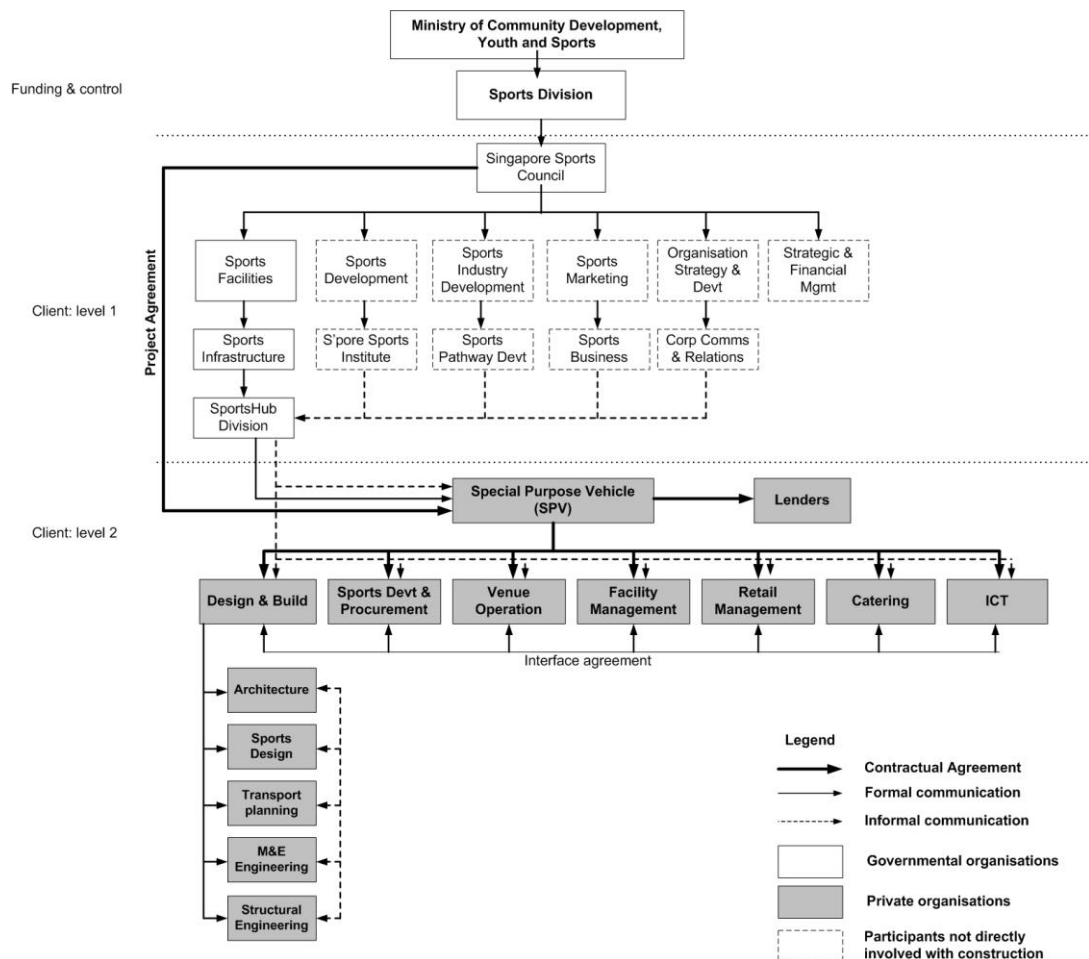 Ministry of Community Development,
Youth and Sports
Funding & control
Sports Division
Singapore Sports
Council
Project Agreement
Client: level 1
Sports
Facilities
Sports
Development
Sports
Industry
Development
Sports
Marketing
Organisation
Strategy &
Devt
Strategic &
Financial
Mgmt
Sports
Infrastructure
S'pore Sports
Institute
Sports
Pathway Devt
Sports
Business
Corp Comms
& Relations
SportsHub
Division
Client: level 2
Special Purpose Vehicle
(SPV)
Lenders
Design & Build
Sports Devt &
Procurement
Venue
Operation
Facility
Management
Retail
Management
Catering
ICT
Interface agreement
Architecture
Sports
Design
Transport
planning
M&E
Engineering
Structural
Engineering
Legend
Contractual Agreement
Formal communication
Informal communication
Governmental organisations
Private organisations
Participants not directly
involved with construction